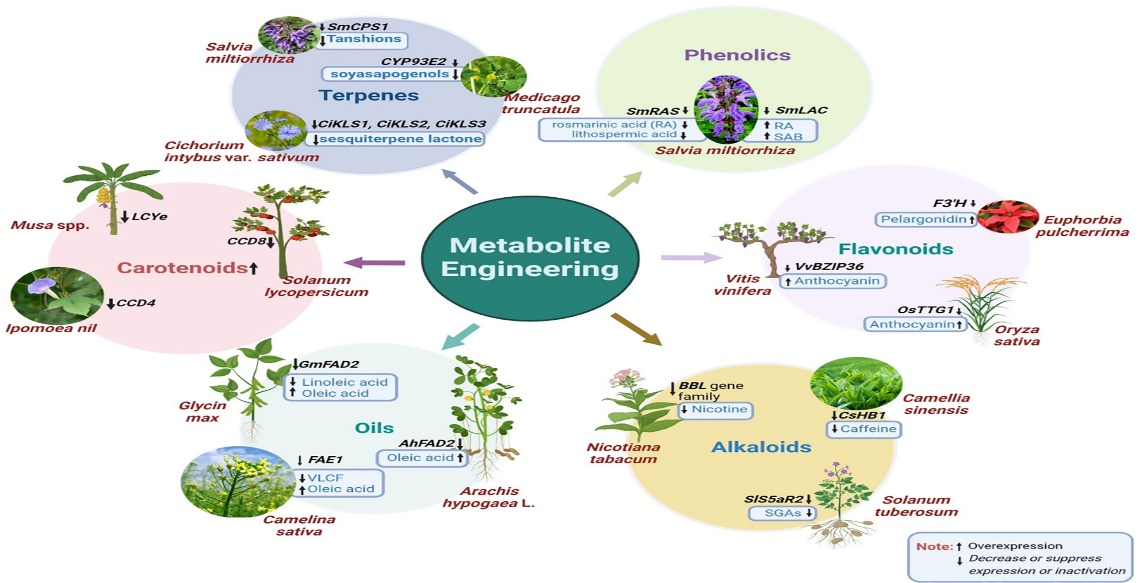 ↓ SmCPS1
↓ Tanshions
Salvia
miltiorrhiza
CYP93E2 ↓
soyasapogenols ↓
Terpenes
Medicago
truncatula
↓CiKLS1, CiKLS2, CiKLS3
↓sesquiterpene lactone
Cichorium
intybus var. sativum
Phenolics
SmRAS ↓
rosmarinic acid (RA) ↓
lithospermic acid ↓
↓ SmLAC
↑ RA
↑ SAB
Salvia miltiorrhiza
Musa spp.
↓ LCYe
CCD8↓
Carotenoids ↑
Solanum
lycopersicum
↓CCD4
Ipomoea nil
Metabolite
Engineering
F3'H ↓
Pelargonidin ↑
Euphorbia
pulcherrima
Flavonoids
Vitis
vinifera
↓ VvBZIP36
↑ Anthocyanin
OsTTG1↓
Anthocyanin↑
Oryza
sativa
↓GmFAD2
↓ Linoleic acid
↑ Oleic acid
Glycin
max
Oils
AhFAD2↓
Oleic acid ↑
Arachis
hypogaea L.
↓ FAE1
↓VLCF
↑Oleic acid
Camelina
sativa
↓ BBL gene
family
↓ Nicotine
Nicotiana
tabacum
Camellia
sinensis
↓CsHB1
↓ Caffeine
Alkaloids
SlS5aR2↓
SGAs ↓
Solanum
tuberosum
Note: ↑ Overexpression
↓ Decrease or suppress
expression or inactivation